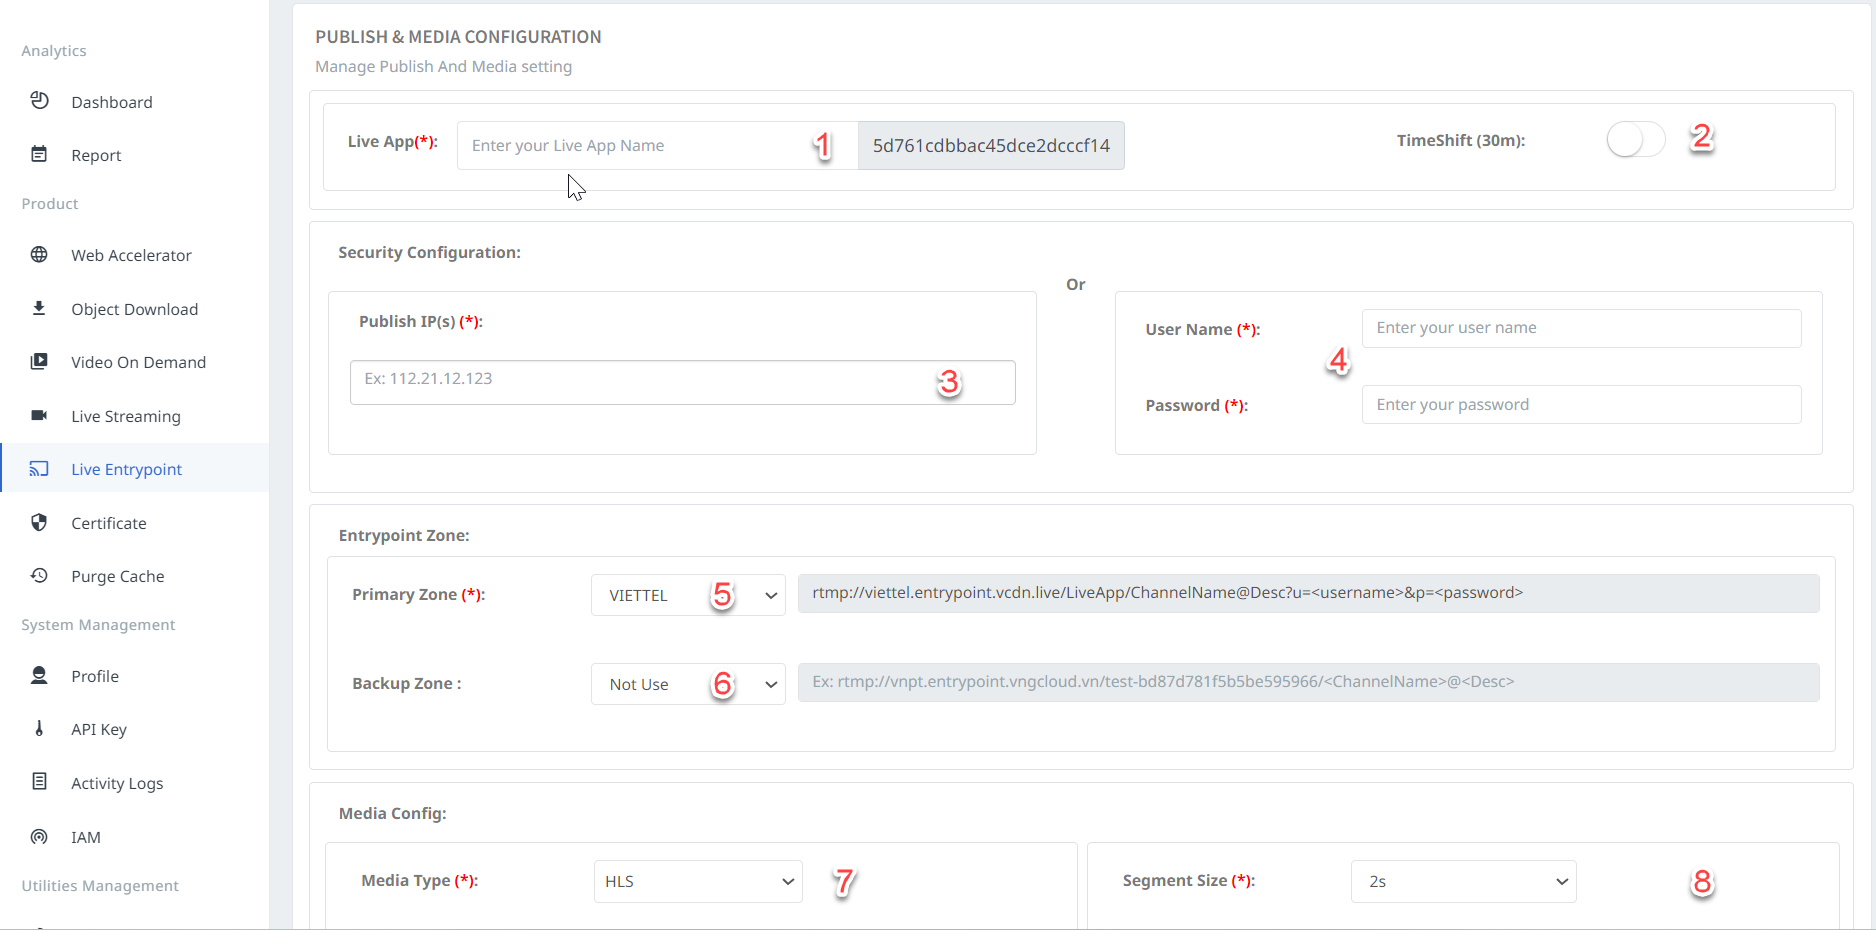 Analytics
Dashboard
Report
Product
Web Accelerator
Object Download
Video On Demand
Live Streaming
Live Entrypoint
Certificate
Purge Cache
System Management
Profile
API Key
Activity Logs
IAM
Utilities Management
PUBLISH & MEDIA CONFIGURATION
Manage Publish And Media setting
Live App(*): Enter your Live App Name 1 5d761cdbbac45dce2dcccf14 TimeShift (30m): 2
Security Configuration:
Or
Publish IP(s) (*):
Ex: 112.21.12.123 3
User Name (*): Enter your user name
4
Password (*): Enter your password
Entrypoint Zone:
Primary Zone (*): VIETTEL 5 rtmp://viettel.entrypoint.vcdn.live/LiveApp/ChannelName@Desc?u=<username>&p=<password>
Backup Zone : Not Use 6 Ex: rtmp://vnpt.entrypoint.vngcloud.vn/test-bd87d781f5b5be595966/<ChannelName>@<Desc>
Media Config:
Media Type (*): HLS 7 Segment Size (*): 2s 8